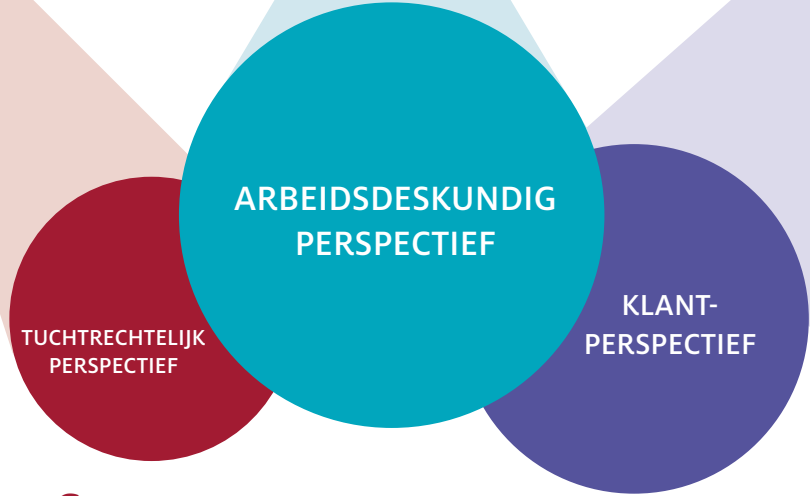 ARBEIDSDESKUNDIG
PERSPECTIEF
TUCHTRECHTELIJK
PERSPECTIEF
KLANT-
PERSPECTIEF